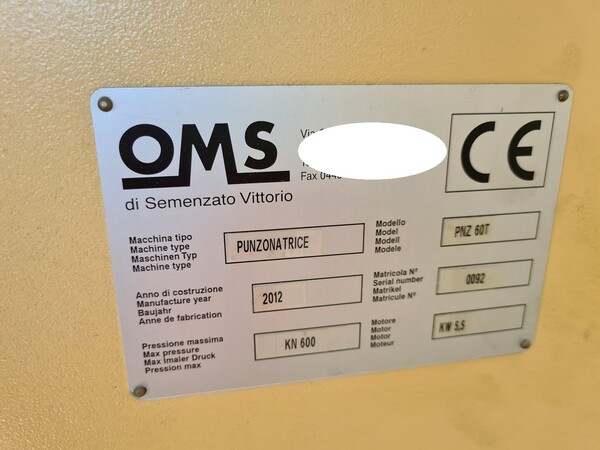 OMS
di Semenzato Vittorio
Via
Fax 044
CE
Macchina tipo
Machine type
Maschinen Typ
Machine type
PUNZONATRICE
Modello
Model
Modell
Modele
PNZ 60T
Anno di costruzione
Manufacture year
Baujahr
Anne de fabrication
2012
Matricola N°
Serial number
Matrikel
Matricule N°
0092
Pressione massima
Max pressure
Max imaler Druck
Pression max
KN 600
Motore
Motor
Motor
Moteur
KW 5,5